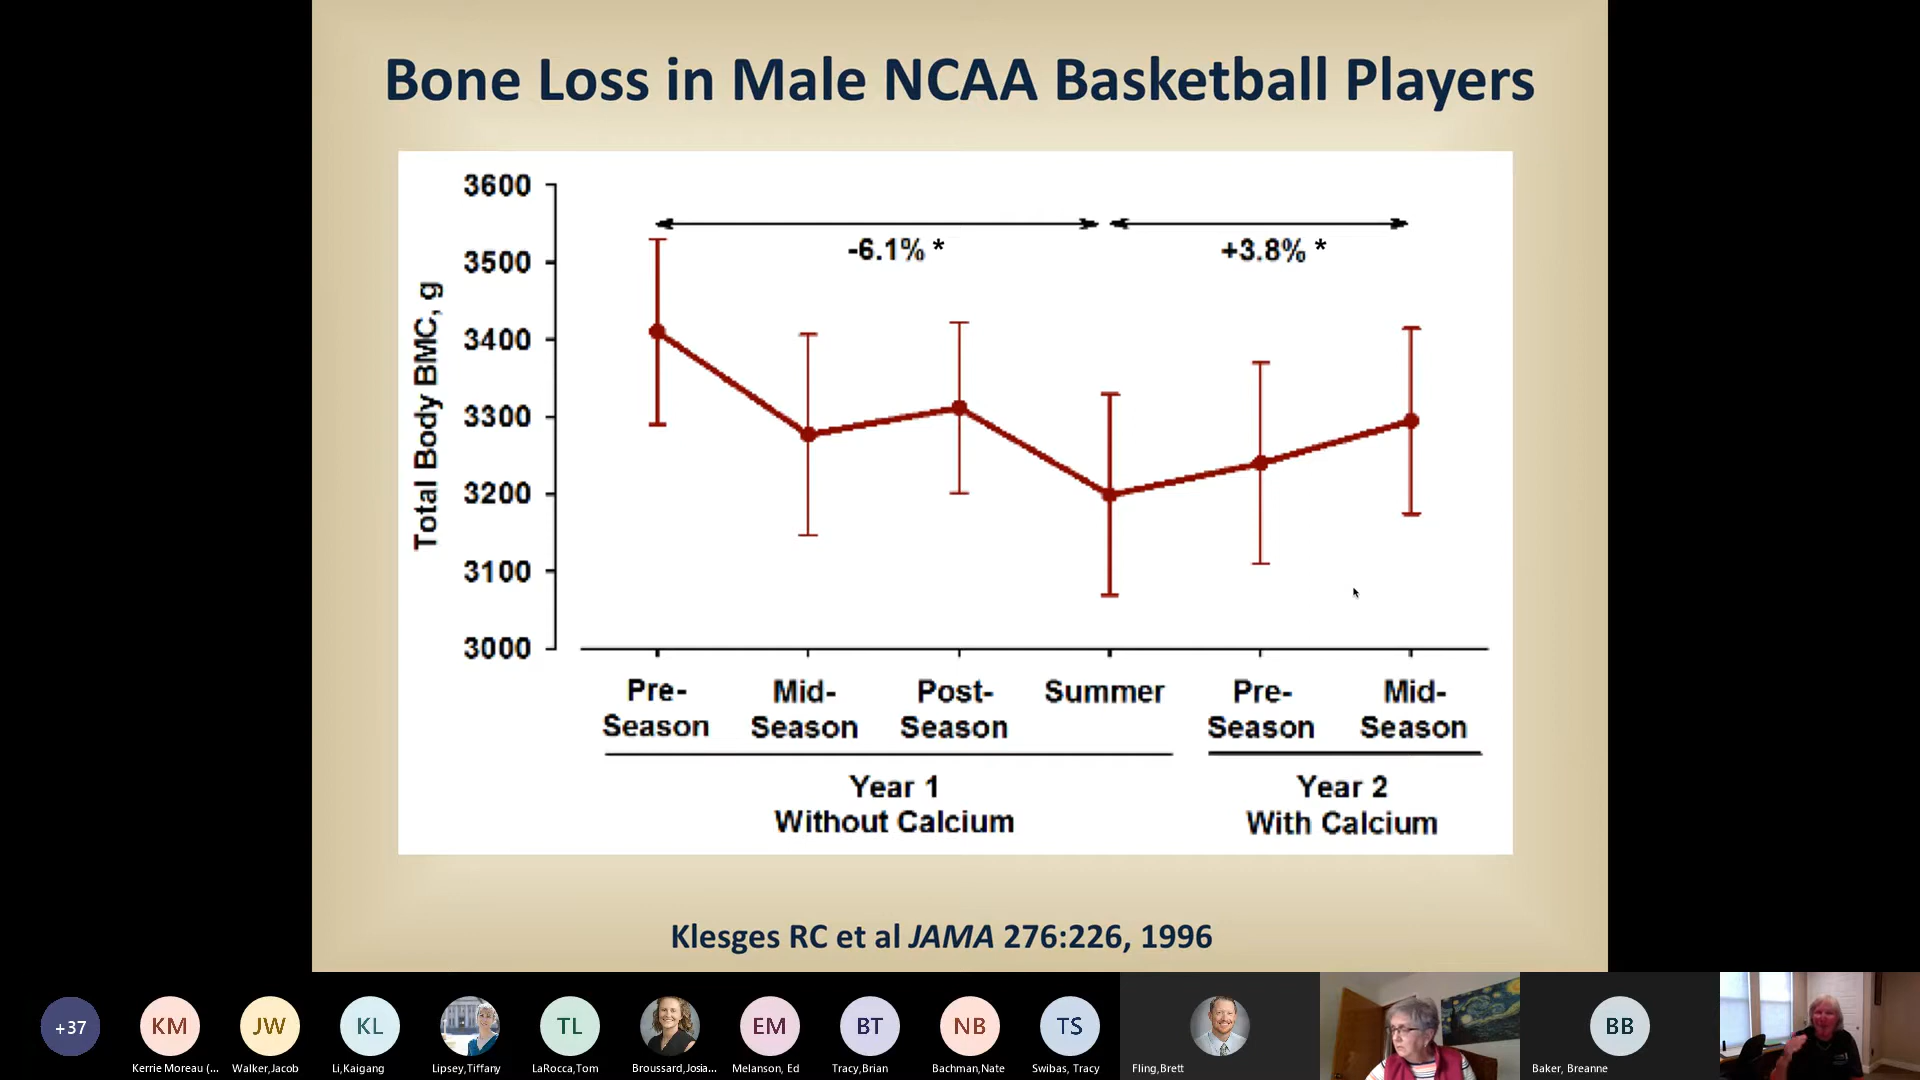 Bone Loss in Male NCAA Basketball Players
3600
3500
3400
3300
3200
3100
3000
Total Body BMC, g
-6.1% *
+3.8% *
Pre-
Season
Mid-
Season
Post-
Season
Summer
Pre-
Season
Mid-
Season
Year 1
Without Calcium
Year 2
With Calcium
Klesges RC et al JAMA 276:226, 1996
+37
KM
JW
KL
TL
EM
BT
NB
TS
BB
Kerrie Moreau (...
Walker,Jacob
Li,Kaigang
Lipsey,Tiffany
LaRocca,Tom
Broussard,Josia...
Melanson, Ed
Tracy,Brian
Bachman,Nate
Swibas, Tracy
Fling,Brett
Baker, Breanne